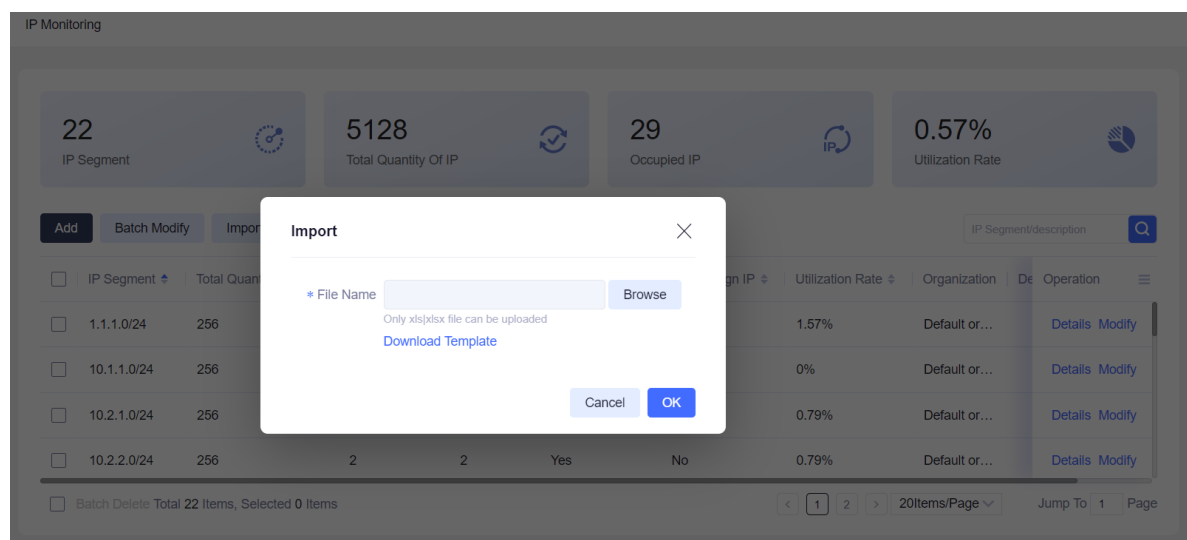 IP Monitoring
22 5128 29 0.57%
IP Segment Total Quantity Of IP Occupied IP Utilization Rate
Add Batch Modify Impor IP Segment/description
Import
IP Segment Total Quan gn IP Utilization Rate Organization De Operation
* File Name Browse
Only xls|xlsx file can be uploaded
1.1.1.0/24 256 1.57% Default or... Details Modify
Download Template
10.1.1.0/24 256 0% Default or... Details Modify
Cancel OK
10.2.1.0/24 256 0.79% Default or... Details Modify
10.2.2.0/24 256 2 2 Yes No 0.79% Default or... Details Modify
Batch Delete Total 22 Items, Selected 0 Items < 1 2 > 20Items/Page Jump To 1 Page